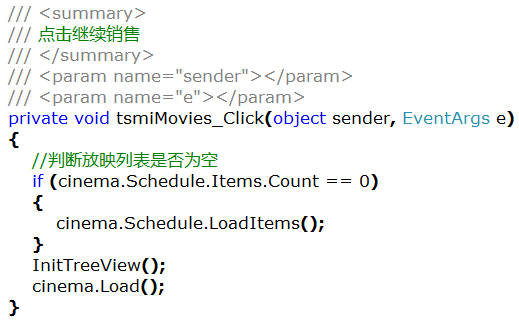 /// <summary>
/// 点击继续销售
/// </summary>
/// <param name="sender"></param>
/// <param name="e"></param>
private void tsmiMovies_Click(object sender, EventArgs e)
{
//判断放映列表是否为空
if (cinema.Schedule.Items.Count == 0)
{
cinema.Schedule.LoadItems();
}
InitTreeView();
cinema.Load();
}